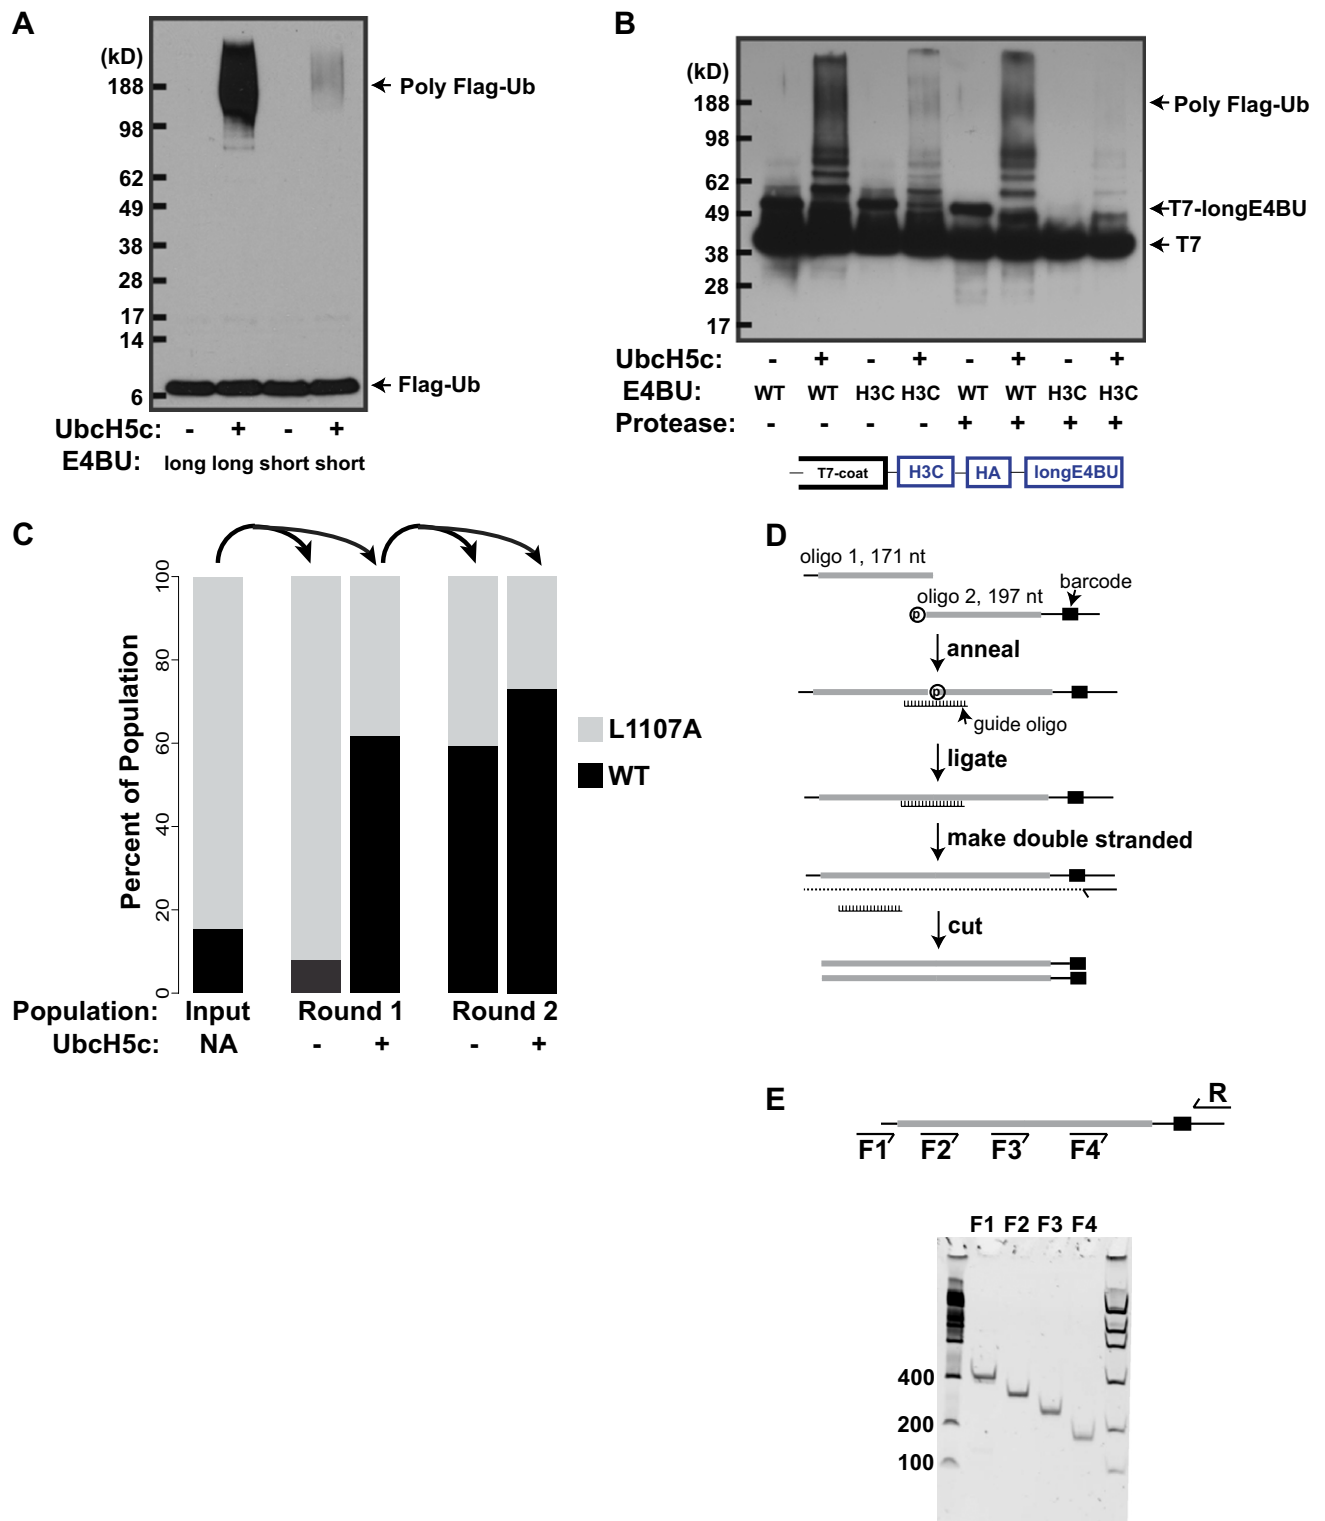 A
(kD)
188
98
62
49
38
28
17
14
6
Poly Flag-Ub
Flag-Ub
UbcH5c: - + - +
E4BU: long long short short
B
(kD)
188
98
62
49
38
28
17
Poly Flag-Ub
T7-longE4BU
T7
UbcH5c: - + - + - + - +
E4BU: WT WT H3C H3C WT WT H3C H3C
Protease: - - - - + + + +
T7-coat H3C HA longE4BU
C
Percent of Population
100
80
60
40
20
0
L1107A
WT
Population: Input Round 1 Round 2
UbcH5c: NA - + - +
D
oligo 1, 171 nt
barcode
oligo 2, 197 nt
p
anneal
p
guide oligo
ligate
make double stranded
cut
E
R
F1 F2 F3 F4
F1 F2 F3 F4
400
200
100